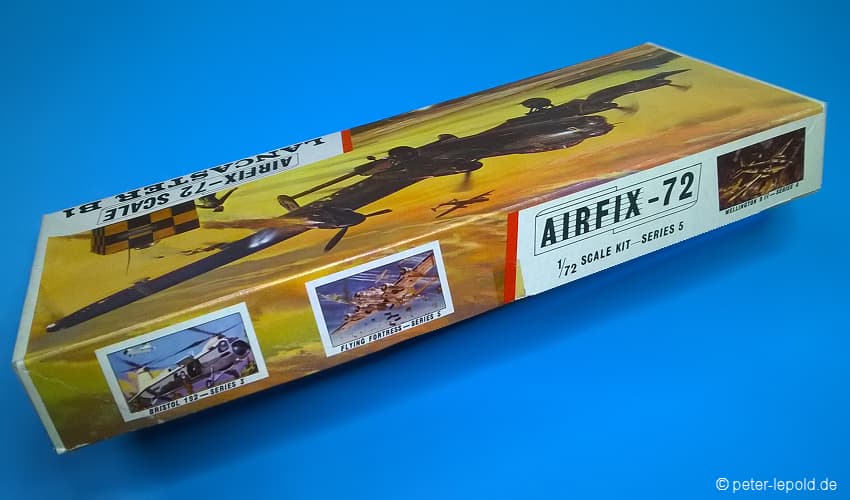 AIRFIX-72 SCALE
LANCASTER B1
AIRFIX-72
1/72 SCALE KIT SERIES 5
BRISTOL 192—SERIES 3
FLYING FORTRESS—SERIES 5
WELLINGTON B III—SERIES 4
© peter-lepold.de